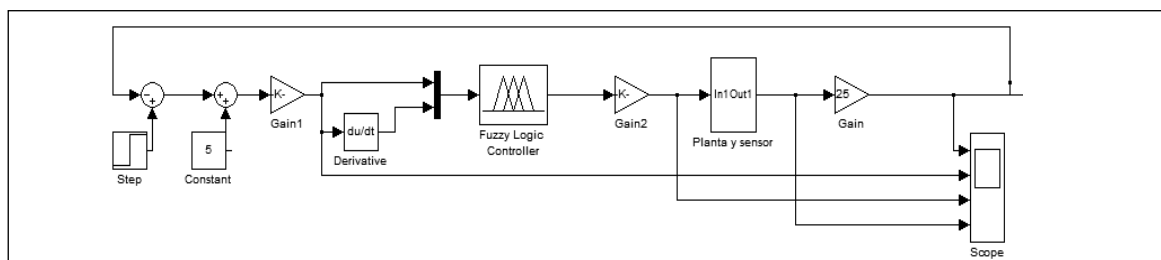 -
+
+
+
K-
Gain1
du/dt
Derivative
Fuzzy Logic
Controller
K-
Gain2
In1Out1
Planta y sensor
25
Gain
Step
5
Constant
Scope